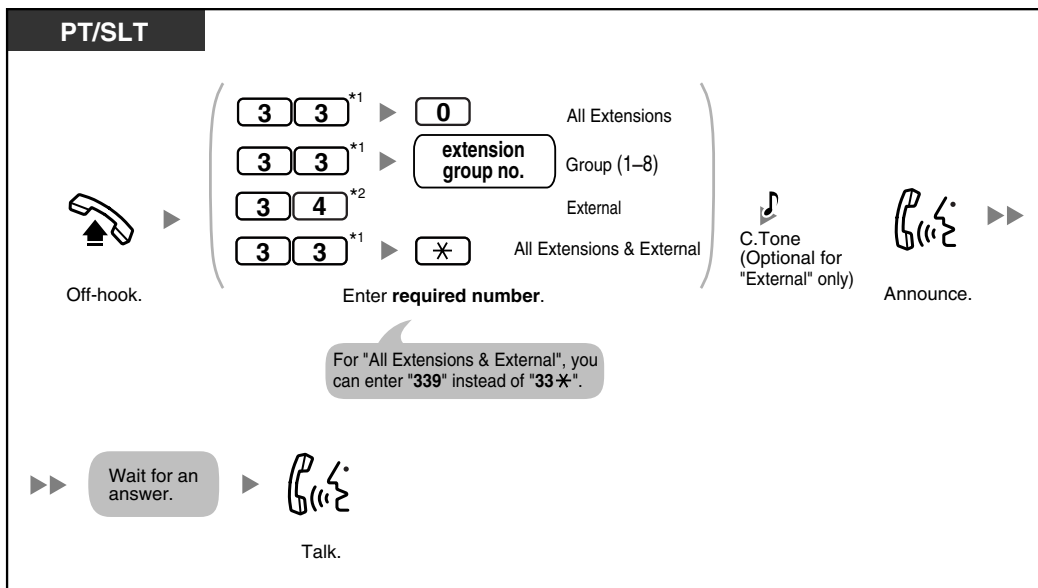 PT/SLT
3 3 *1 0 All Extensions
3 3 *1 extension group no. Group (1–8)
3 4 *2 External
3 3 *1 ✳ All Extensions & External
C.Tone
(Optional for
"External" only)
Off-hook.
Enter required number.
Announce.
For "All Extensions & External", you
can enter "339" instead of "33✳".
Wait for an
answer.
Talk.